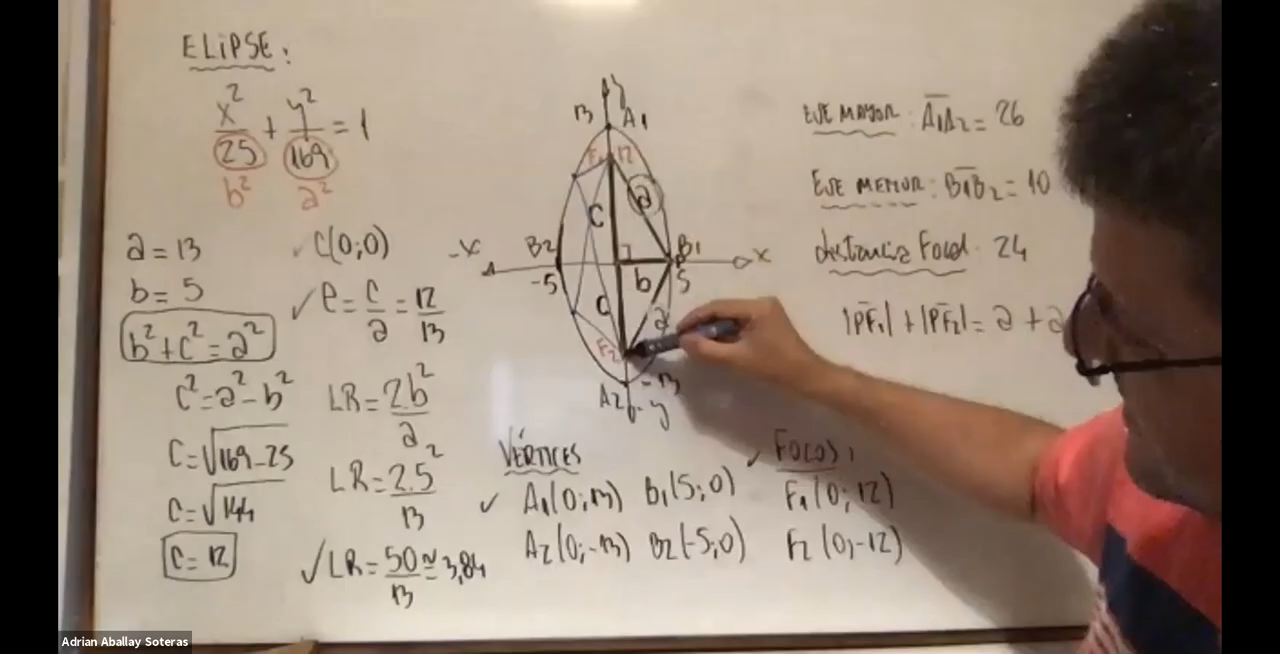 ELIPSE:
x²/25 + y²/169 = 1
b² a²
a = 13
b = 5
b² + c² = a²
c² = a² - b²
c = √169-25
c = √144
c = 12
✓ C(0;0)
✓ e = c/a = 12/13
LR = 2b²/a
LR = 2.5²/13
✓ LR = 50/13 ≅ 3,84
y
13 A1
F1 12
a
C
-x B2 B1 x
-5 b 5
C a
F2
-13
A2 -y
VÉRTICES
✓ A1(0;13) B1(5;0)
A2(0;-13) B2(-5;0)
✓ FOCOS:
F1(0;12)
F2(0;-12)
EJE MAYOR: A1A2 = 26
EJE MENOR: B1B2 = 10
distancia Focal: 24
|PF1| + |PF2| = a + a
Adrian Aballay Soteras